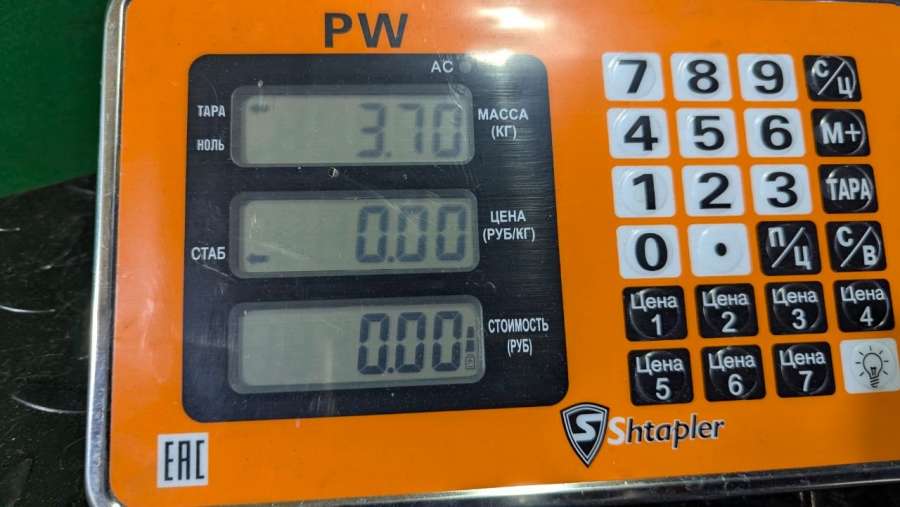 PW
AC
ТАРА
НОЛЬ
3.70
МАССА
(КГ)
СТАБ
0.00
ЦЕНА
(РУБ/КГ)
0.00
СТОИМОСТЬ
(РУБ)
7 8 9 С/Ц
4 5 6 М+
1 2 3 ТАРА
0 . П/Ц С/В
Цена 1 Цена 2 Цена 3 Цена 4
Цена 5 Цена 6 Цена 7
S Shtapler
EAC